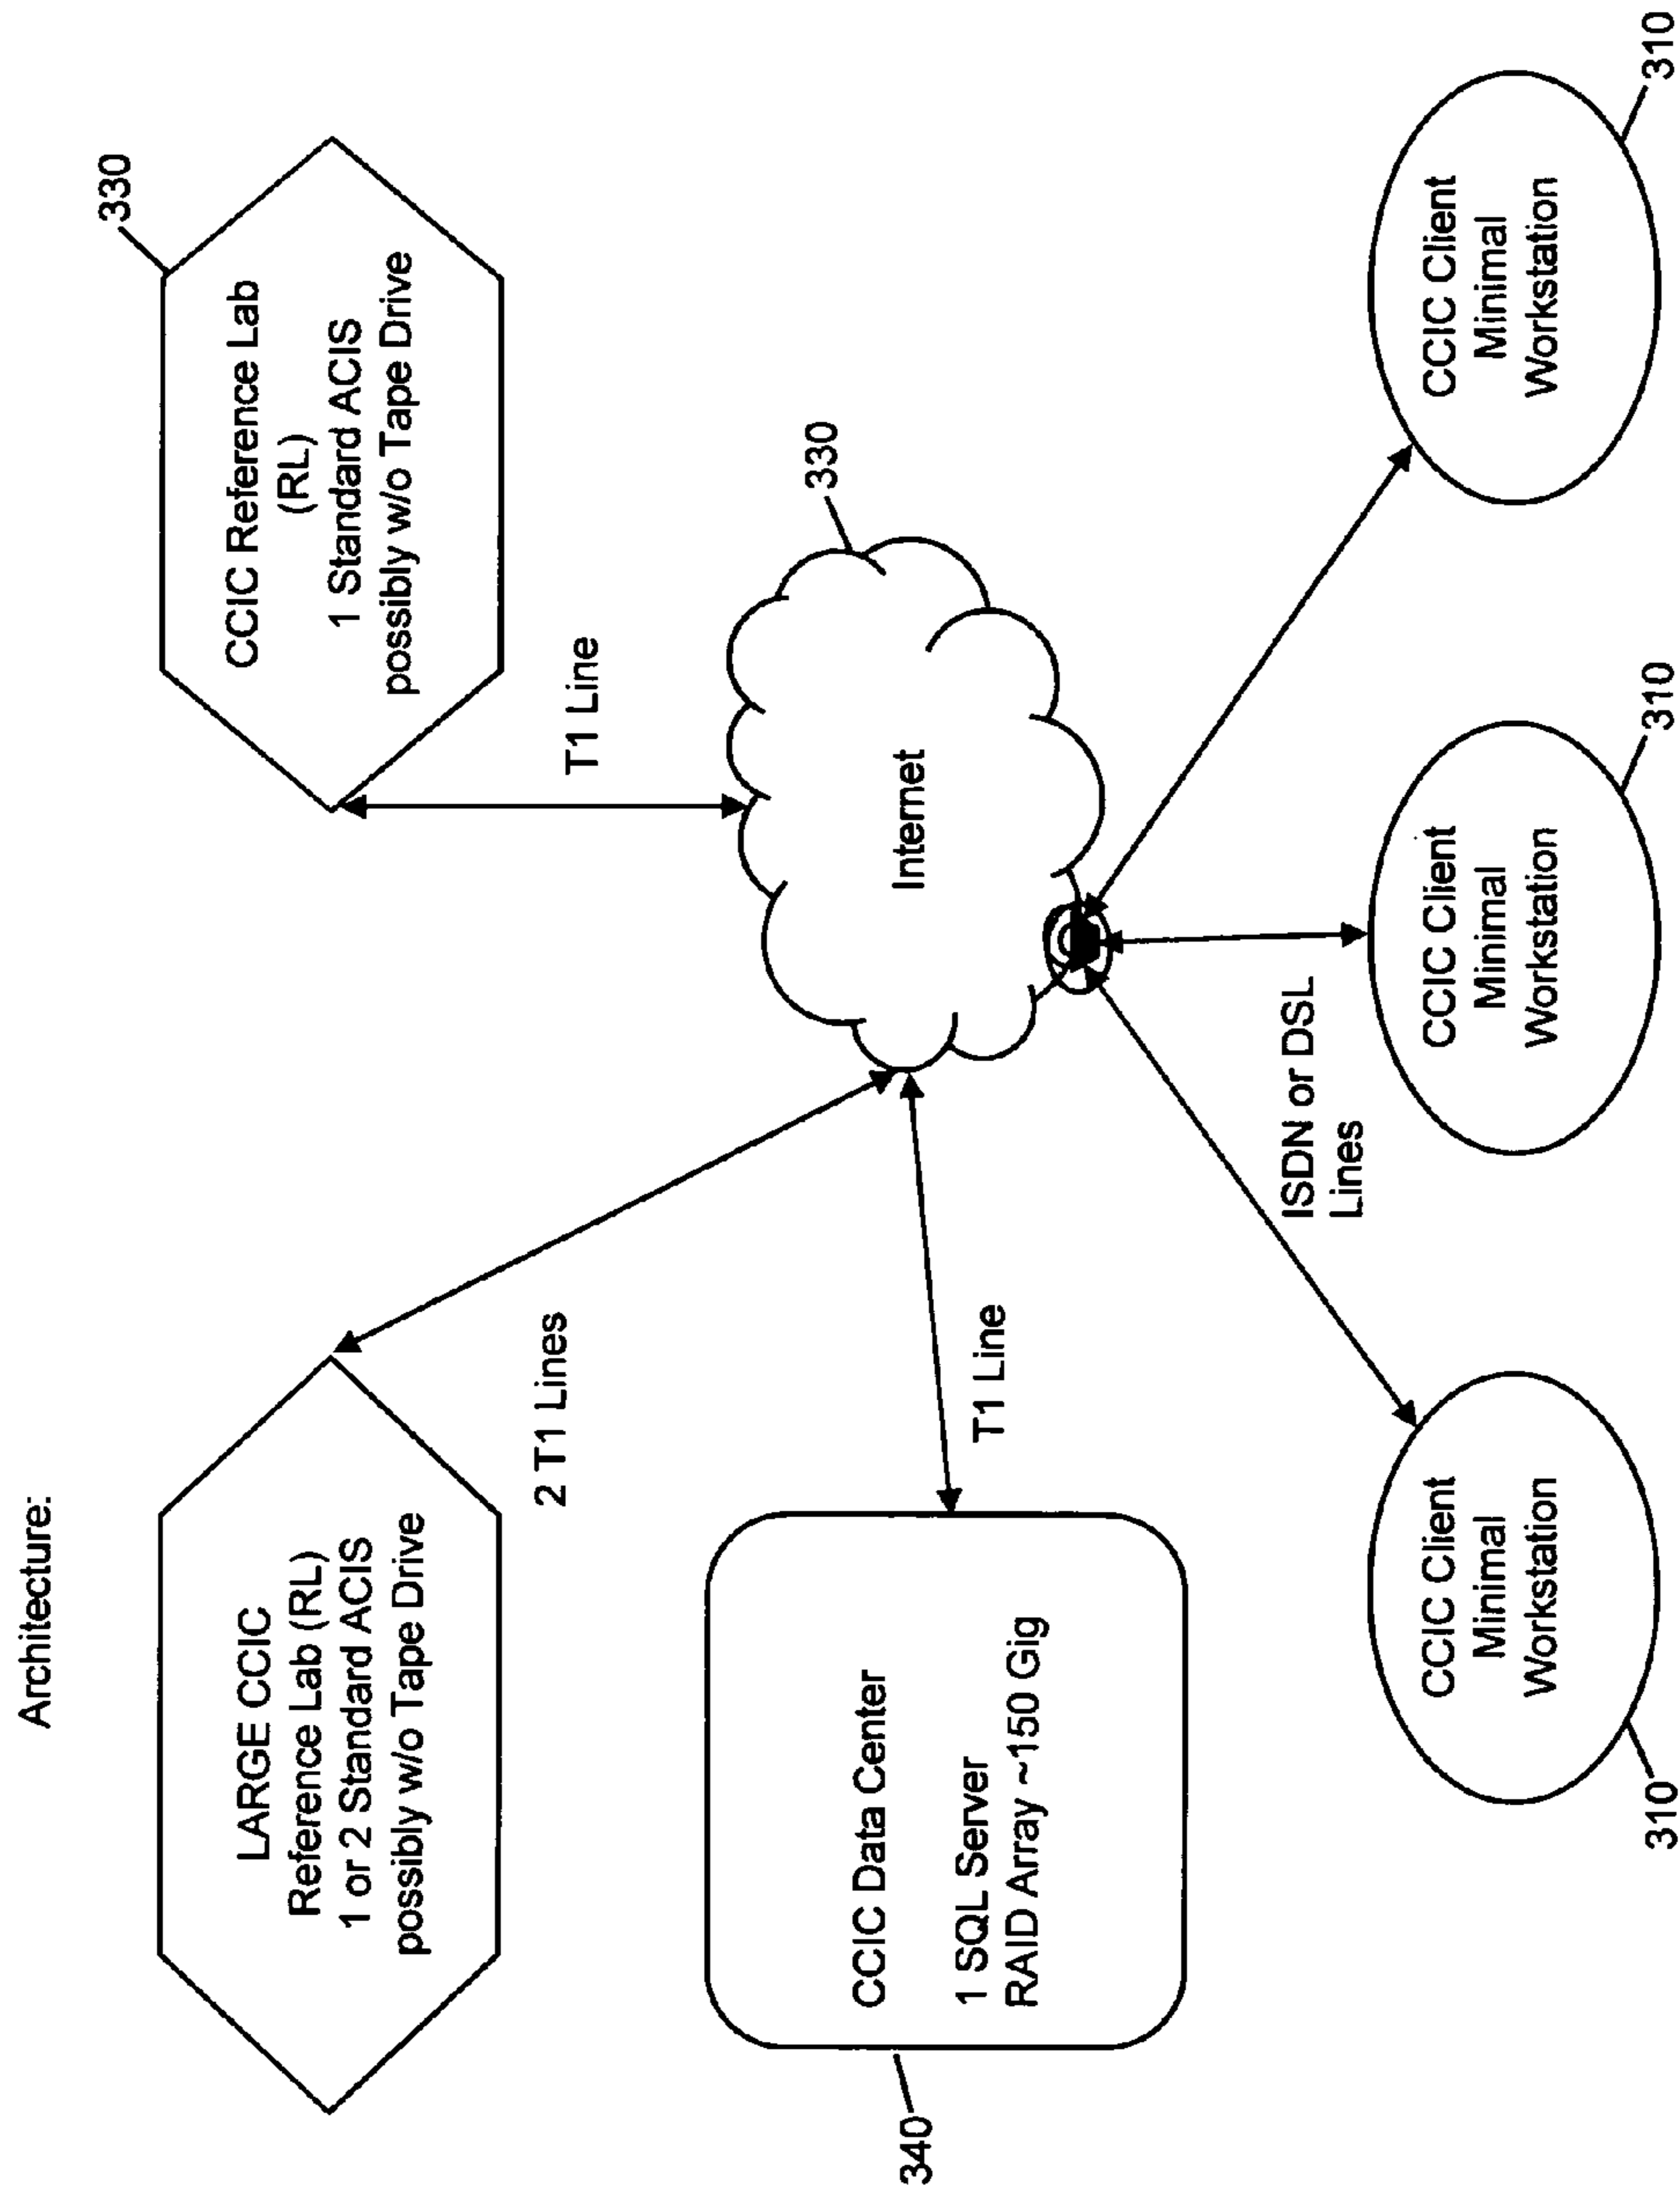 Architecture:
LARGE CCIC
Reference Lab (RL)
1 or 2 Standard ACIS
possibly w/o Tape Drive
2 T1 Lines
330
CCIC Reference Lab
(RL)
1 Standard ACIS
possibly w/o Tape Drive
T1 Line
330
Internet
340
CCIC Data Center
1 SQL Server
RAID Array ~150 Gig
T1 Line
ISDN or DSL
Lines
CCIC Client
Minimal
Workstation
310
CCIC Client
Minimal
Workstation
310
CCIC Client
Minimal
Workstation
310